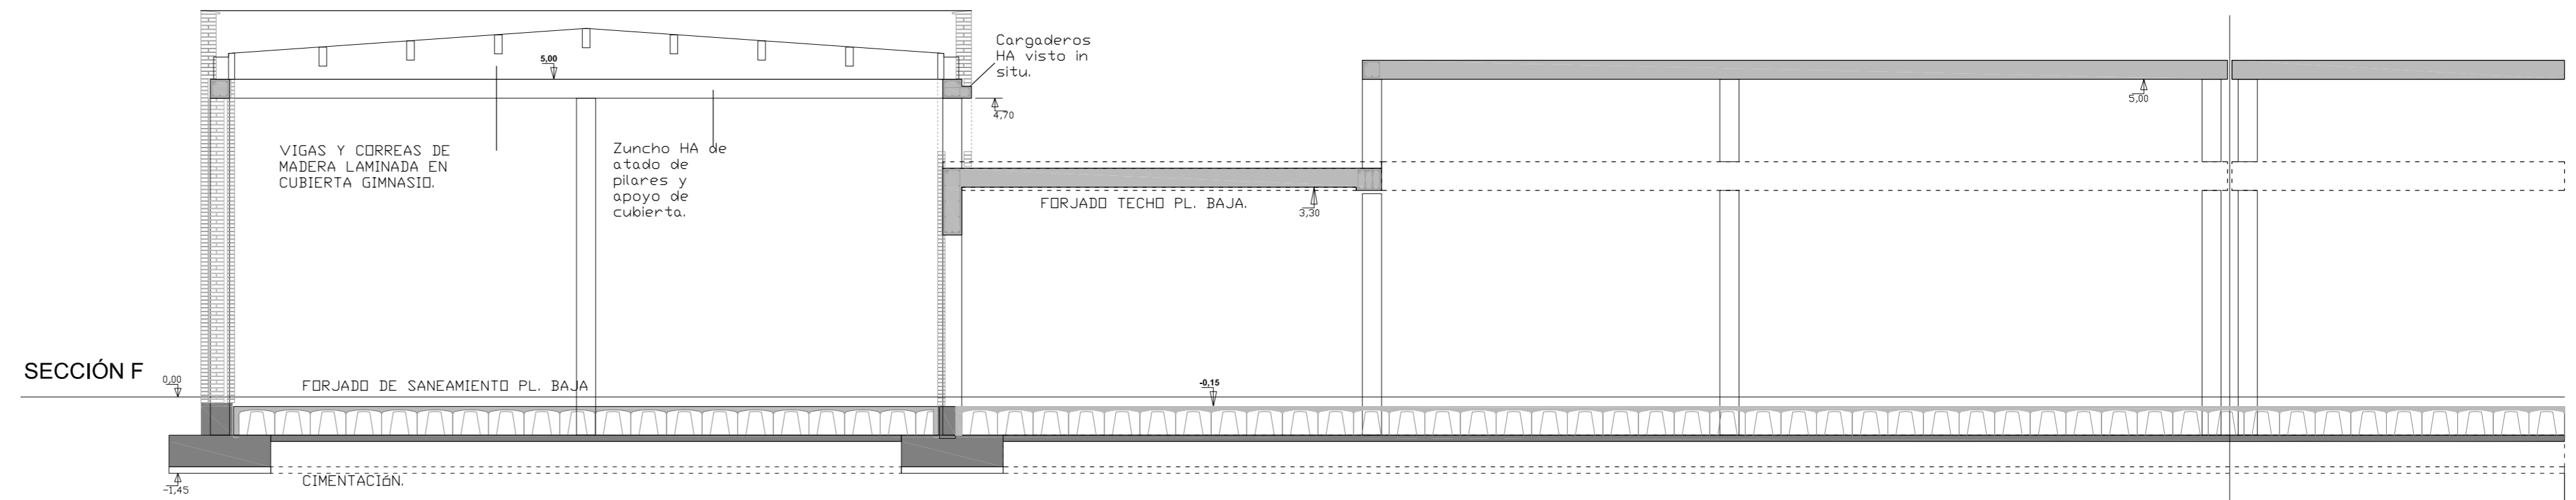 Cargaderos
HA visto in
situ.
5,00
4,70
5,00
VIGAS Y CORREAS DE
MADERA LAMINADA EN
CUBIERTA GIMNASIO.
Zuncho HA de
atado de
pilares y
apoyo de
cubierta.
FORJADO TECHO PL. BAJA.
3,30
SECCIÓN F
0,00
FORJADO DE SANEAMIENTO PL. BAJA
-0,15
CIMENTACIóN.
-1,45